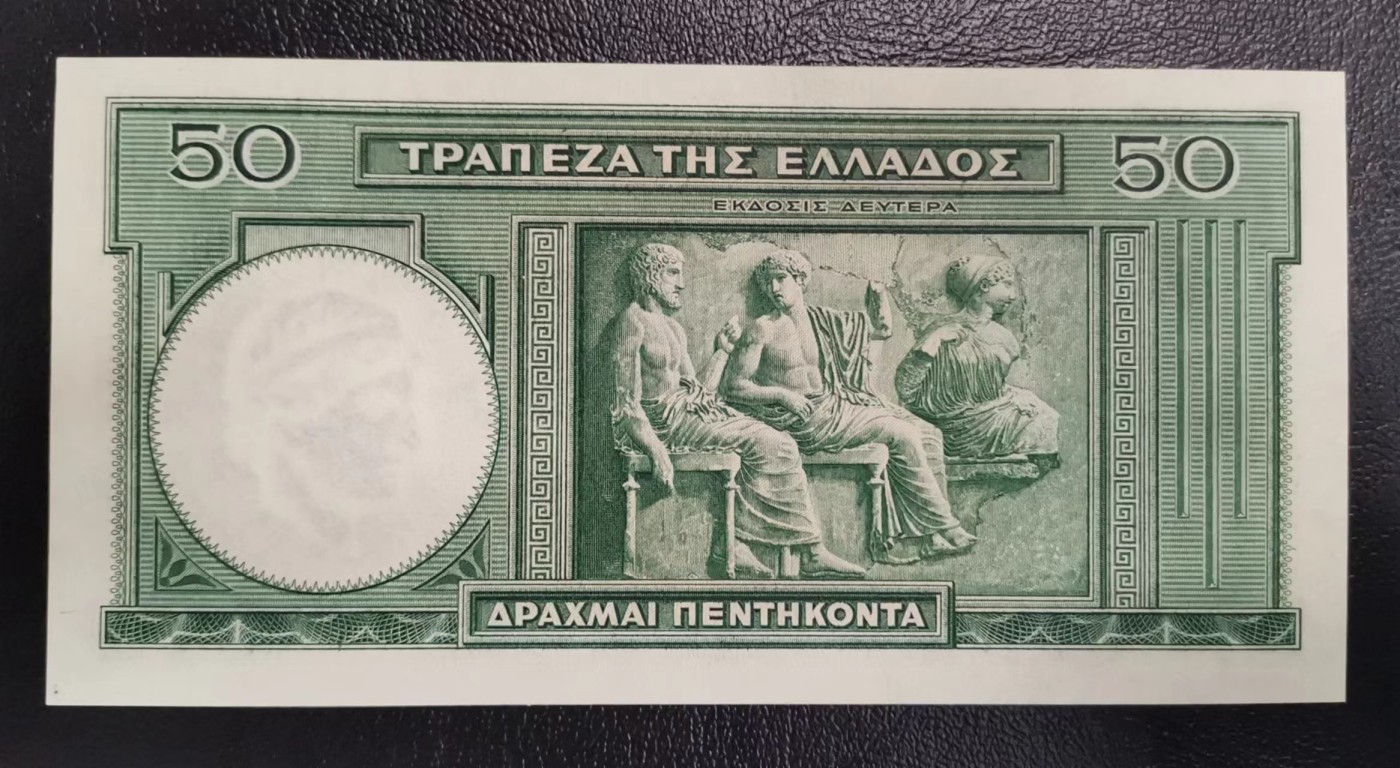 50 ΤΡΑΠΕΖΑ ΤΗΣ ΕΛΛΑΔΟΣ 50
ΕΚΔΟΣΙΣ ΔΕΥΤΕΡΑ
ΔΡΑΧΜΑΙ ΠΕΝΤΗΚΟΝΤΑ